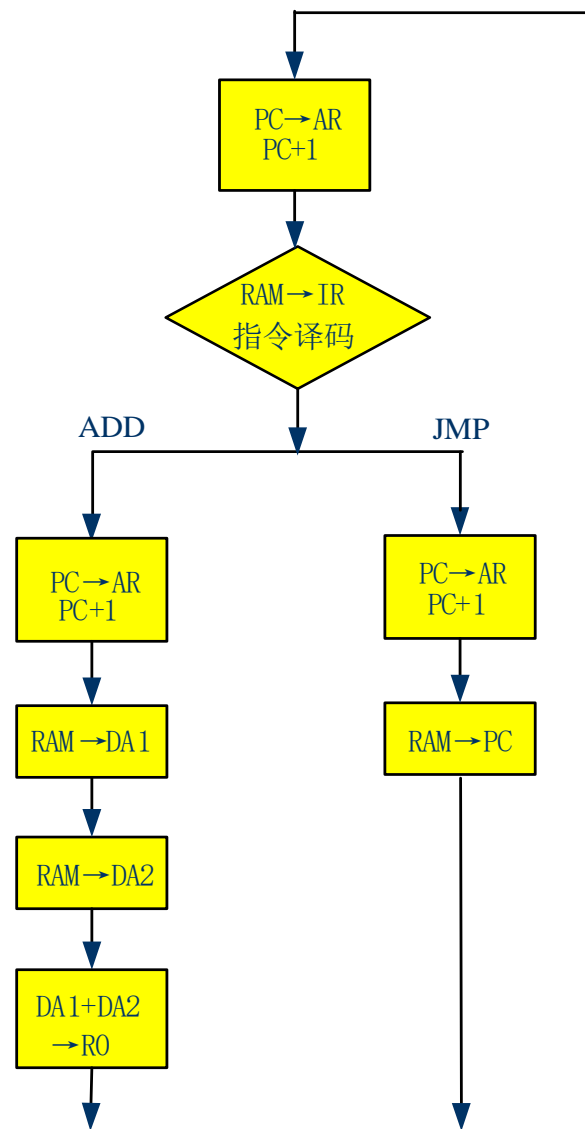 PC→AR
PC+1
RAM→IR
指令译码
ADD
JMP
PC→AR
PC+1
RAM→DA1
RAM→DA2
DA1+DA2
→R0
PC→AR
PC+1
RAM→PC